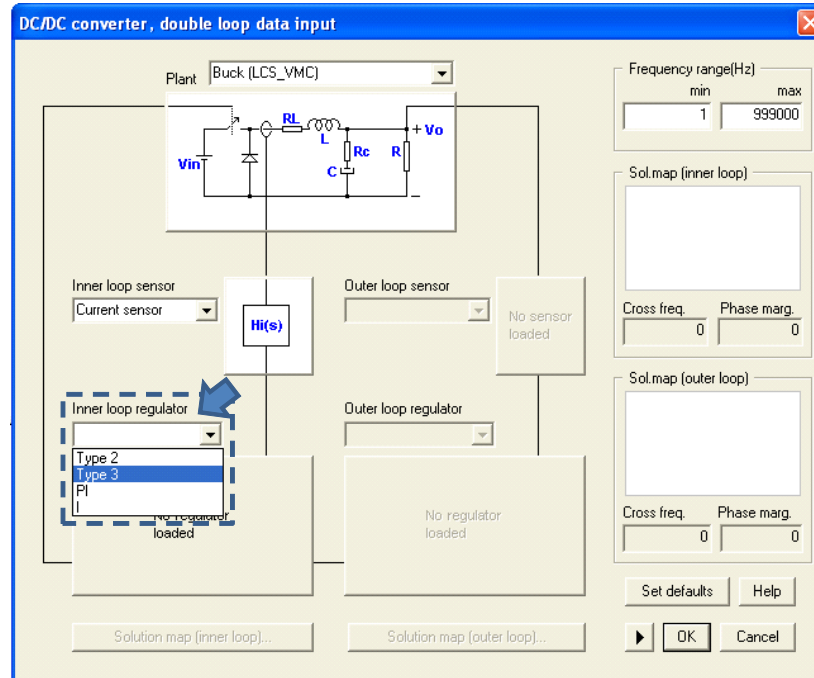 DC/DC converter, double loop data input
Plant
Buck (LCS_VMC)
RL
L
+ Vo
Vin
Rc
R
C
−
Inner loop sensor
Current sensor
Hi(s)
Outer loop sensor
No sensor
loaded
Inner loop regulator
Type 2
Type 3
PI
I
No regulator
loaded
Outer loop regulator
No regulator
loaded
Solution map (inner loop)...
Solution map (outer loop)...
Frequency range(Hz)
min max
1 999000
Sol.map (inner loop)
Cross freq. Phase marg.
0 0
Sol.map (outer loop)
Cross freq. Phase marg.
0 0
Set defaults
Help
OK
Cancel